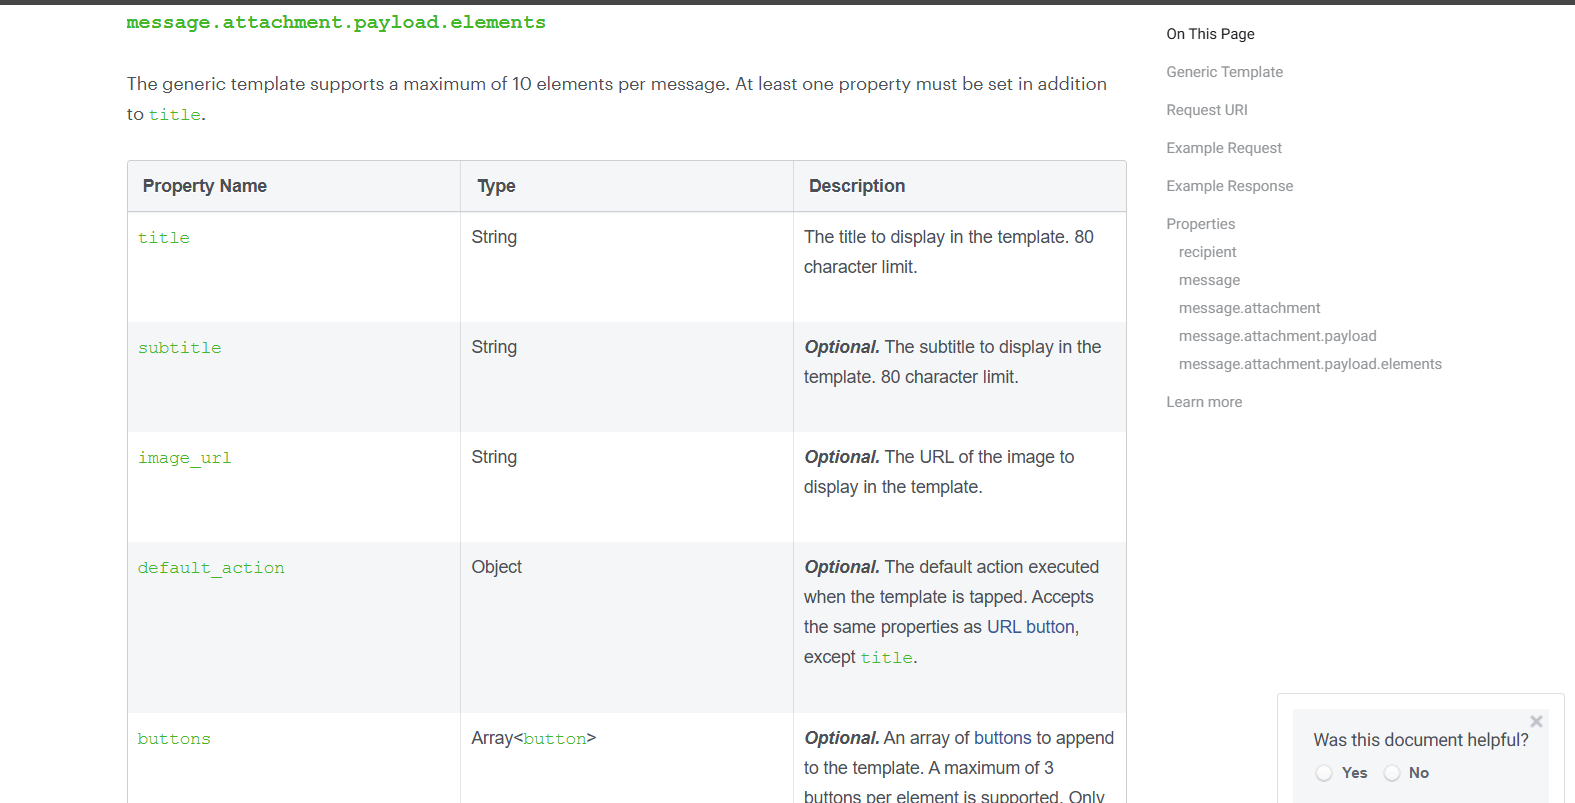 message.attachment.payload.elements
The generic template supports a maximum of 10 elements per message. At least one property must be set in addition
to title.
Property Name Type Description
title String The title to display in the template. 80
character limit.
subtitle String Optional. The subtitle to display in the
template. 80 character limit.
image_url String Optional. The URL of the image to
display in the template.
default_action Object Optional. The default action executed
when the template is tapped. Accepts
the same properties as URL button,
except title.
buttons Array<button> Optional. An array of buttons to append
to the template. A maximum of 3
buttons per element is supported. Only
On This Page
Generic Template
Request URI
Example Request
Example Response
Properties
recipient
message
message.attachment
message.attachment.payload
message.attachment.payload.elements
Learn more
Was this document helpful?
Yes No